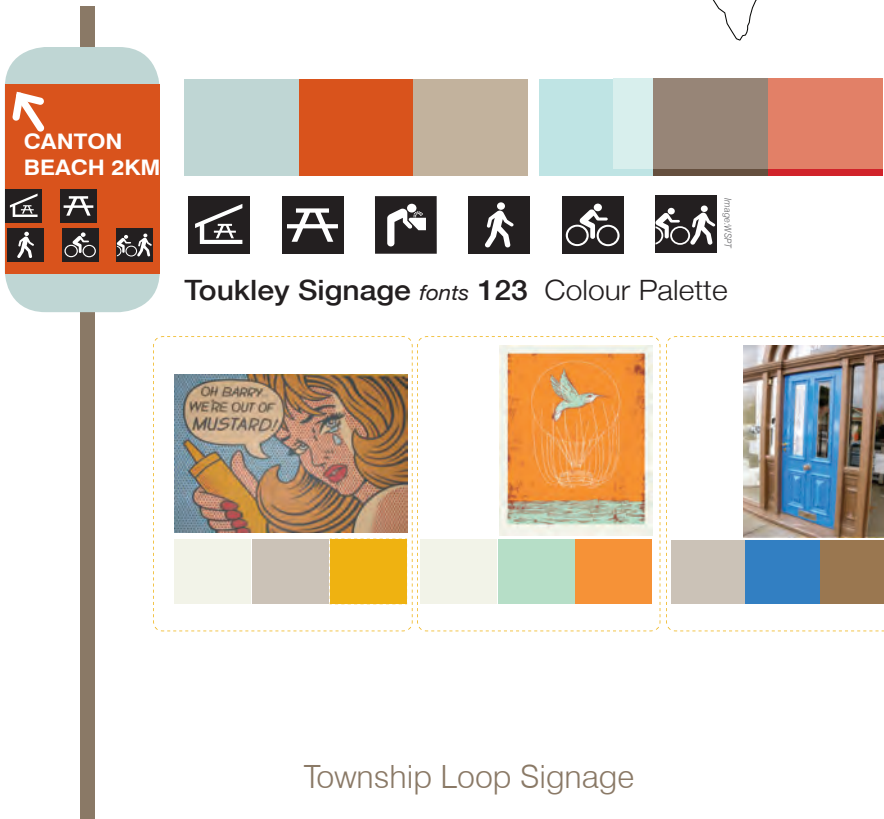 CANTON
BEACH 2KM
Image:WSPT
Toukley Signage fonts 123 Colour Palette
OH BARRY...
WE'RE OUT OF
MUSTARD!
Township Loop Signage